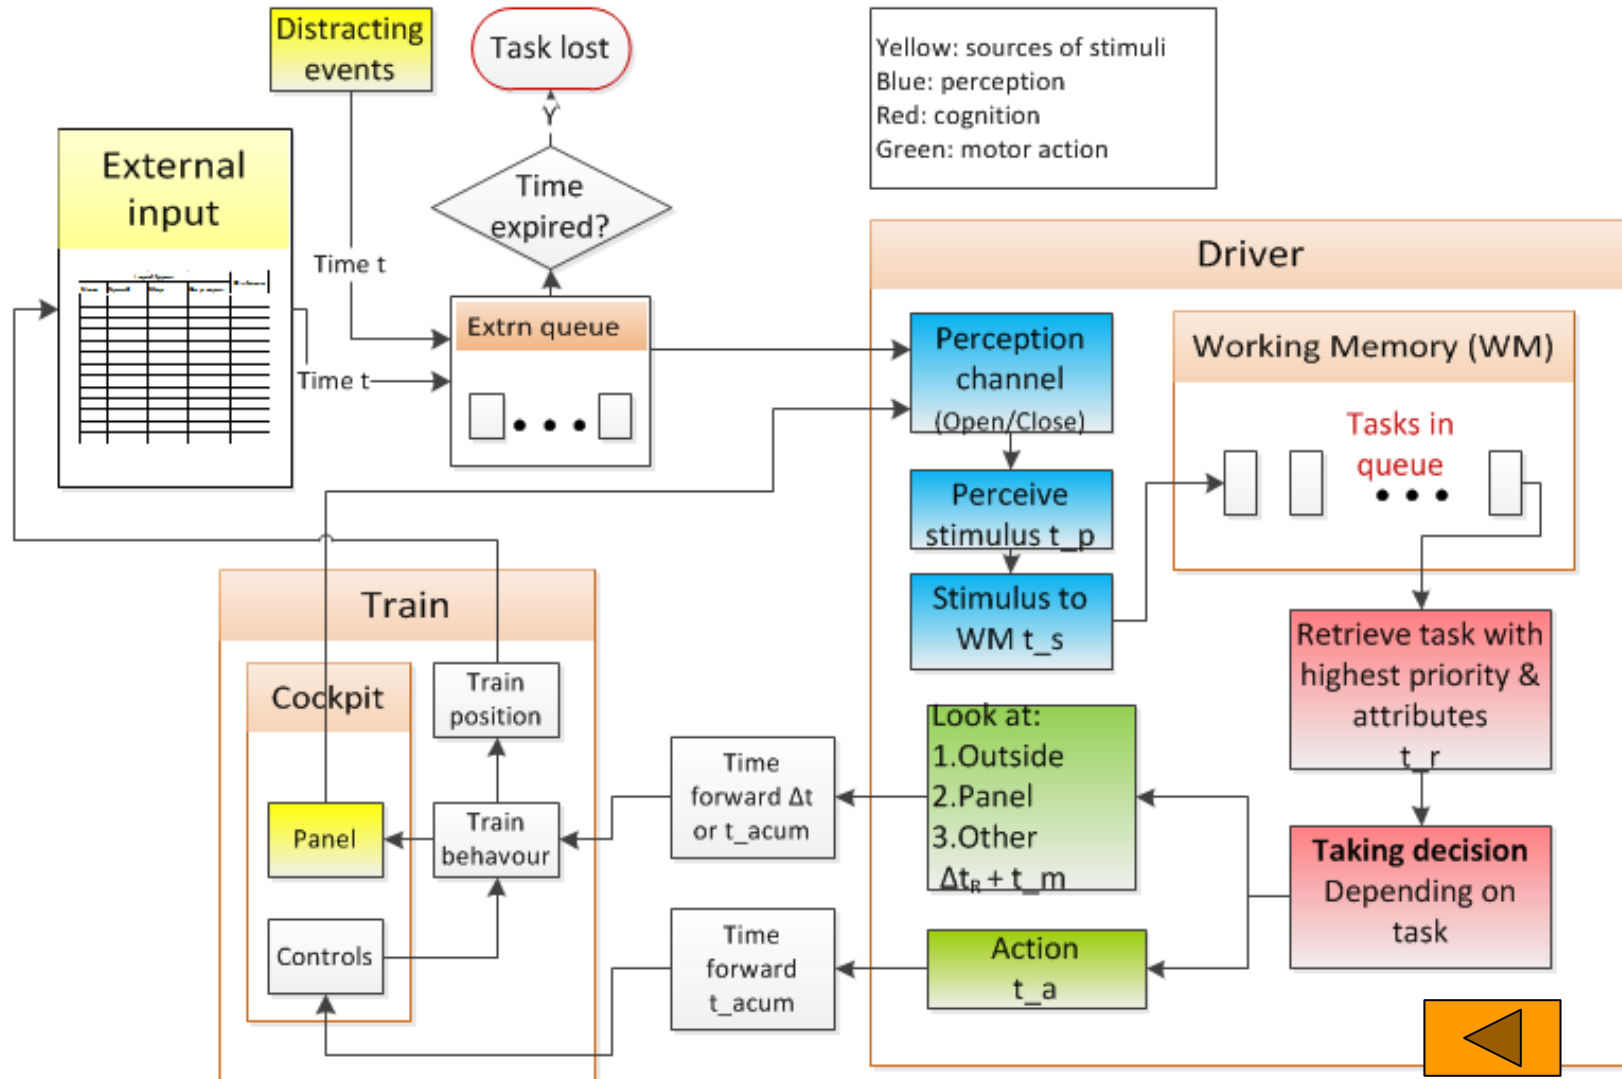 Distracting
events
Task lost
Yellow: sources of stimuli
Blue: perception
Red: cognition
Green: motor action
Y
External
input
Time
expired?
Time t
Time t
Extrn queue
Driver
Perception
channel
(Open/Close)
Working Memory (WM)
Tasks in
queue
Perceive
stimulus t_p
Stimulus to
WM t_s
Retrieve task with
highest priority &
attributes
t_r
Taking decision
Depending on
task
Look at:
1.Outside
2.Panel
3.Other
Δt_R + t_m
Action
t_a
Time
forward Δt
or t_acum
Time
forward
t_acum
Train
Cockpit
Train
position
Panel
Train
behavour
Controls